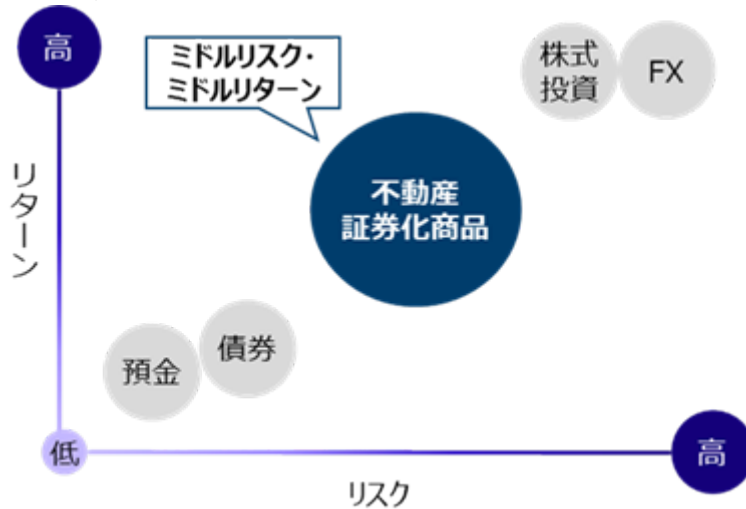 高
ミドルリスク・
ミドルリターン
株式
投資
FX
リターン
不動産
証券化商品
債券
預金
低
高
リスク